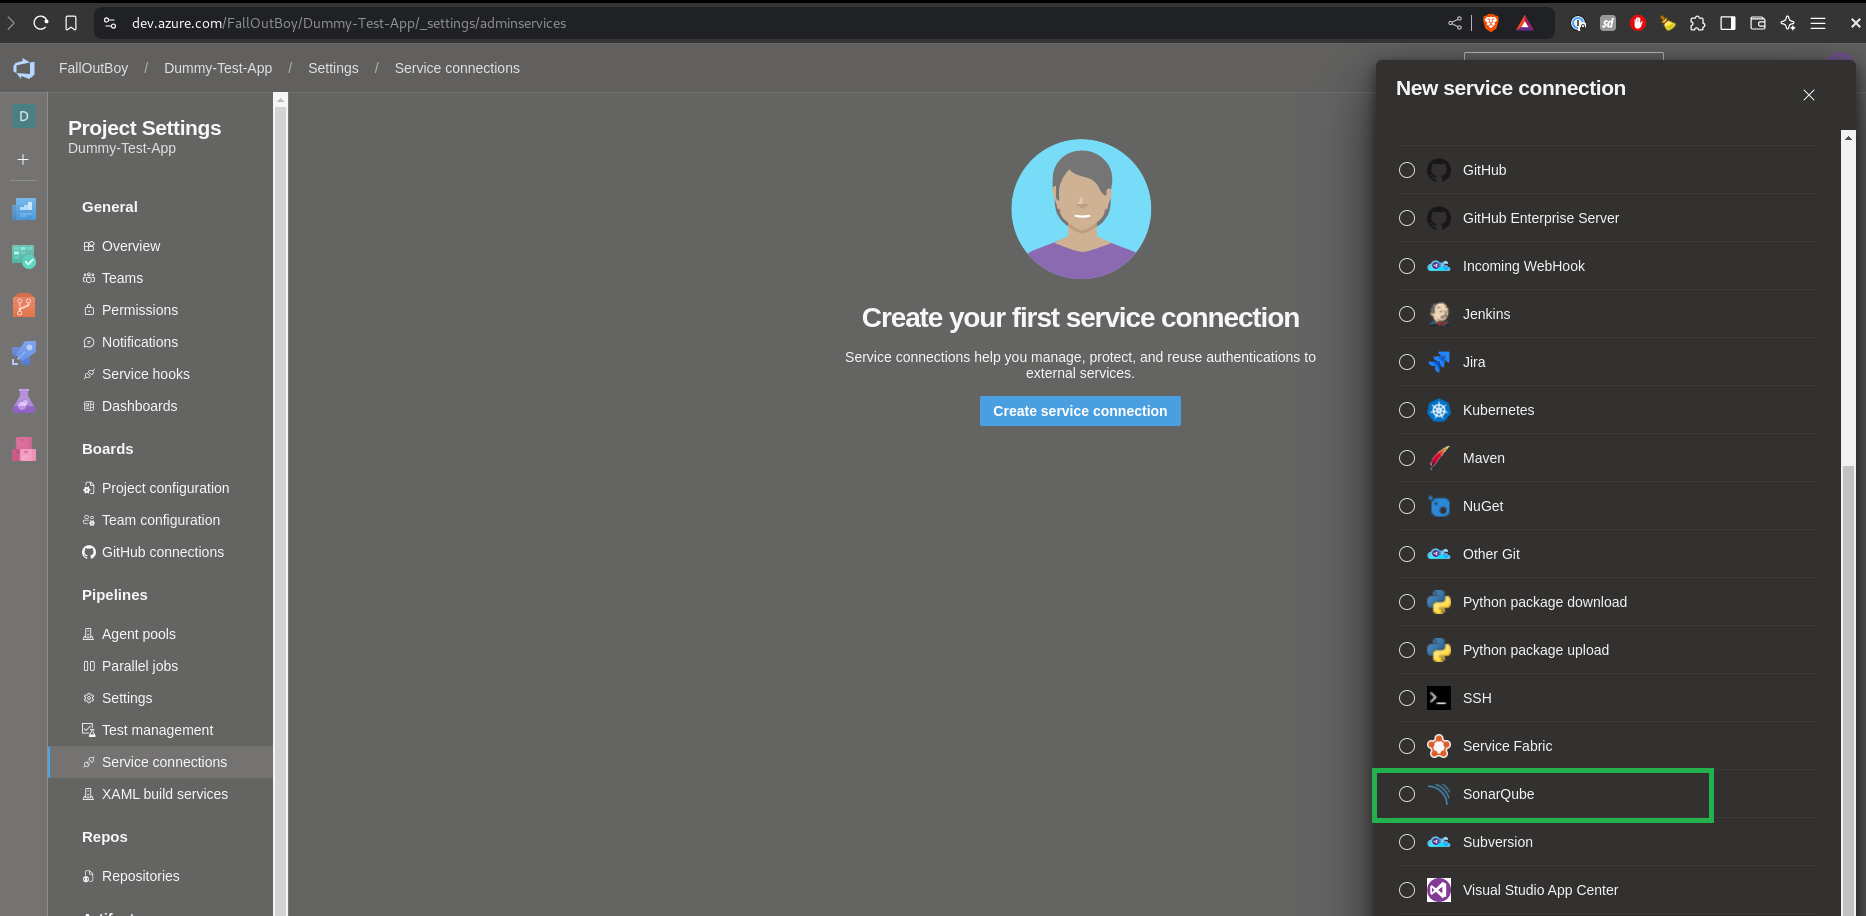 dev.azure.com/FallOutBoy/Dummy-Test-App/_settings/adminservices
FallOutBoy / Dummy-Test-App / Settings / Service connections
D
Project Settings
Dummy-Test-App
General
Overview
Teams
Permissions
Notifications
Service hooks
Dashboards
Boards
Project configuration
Team configuration
GitHub connections
Pipelines
Agent pools
Parallel jobs
Settings
Test management
Service connections
XAML build services
Repos
Repositories
Create your first service connection
Service connections help you manage, protect, and reuse authentications to
external services.
Create service connection
New service connection
GitHub
GitHub Enterprise Server
Incoming WebHook
Jenkins
Jira
Kubernetes
Maven
NuGet
Other Git
Python package download
Python package upload
SSH
Service Fabric
SonarQube
Subversion
Visual Studio App Center